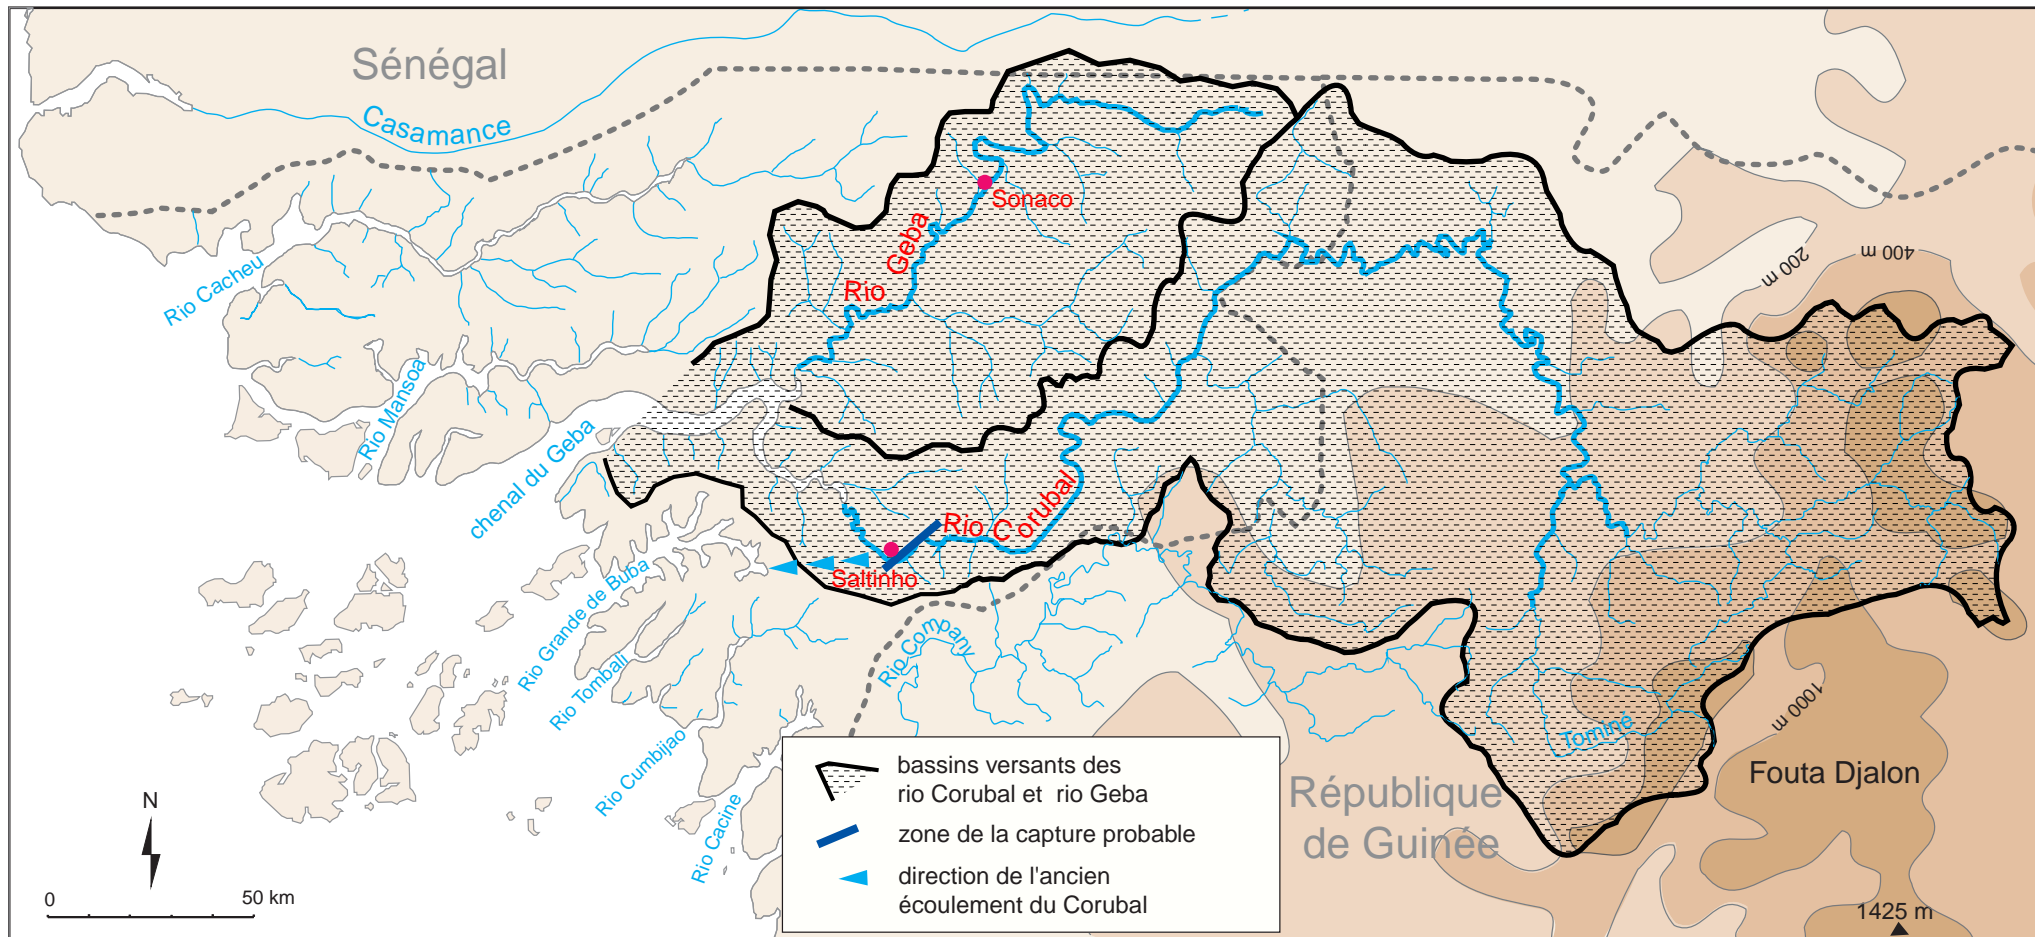 Sénégal
Casamance
Sonaco
Rio Geba
Rio Cacheu
200 m
400 m
Rio Mansoa
chenal du Geba
Rio Corubal
Saltinho
Rio Grande de Buba
Rio Tombali
Rio Company
Rio Cumbijao
Rio Cacine
Tominé
1000 m
Fouta Djalon
République
de Guinée
1425 m
bassins versants des
rio Corubal et rio Geba
zone de la capture probable
direction de l'ancien
écoulement du Corubal
N
0 50 km